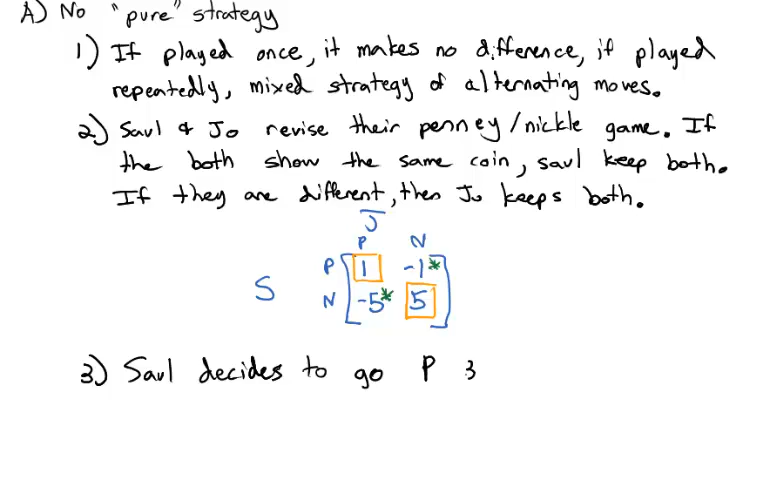 A) No "pure" strategy
1) If played once, it makes no difference, if played
repeatedly, mixed strategy of alternating moves.
2) Saul & Jo revise their penney/nickle game. If
the both show the same coin, saul keep both.
If they are different, then Jo keeps both.
J
P N
P 1 -1*
S N -5* 5
3) Saul decides to go P 3